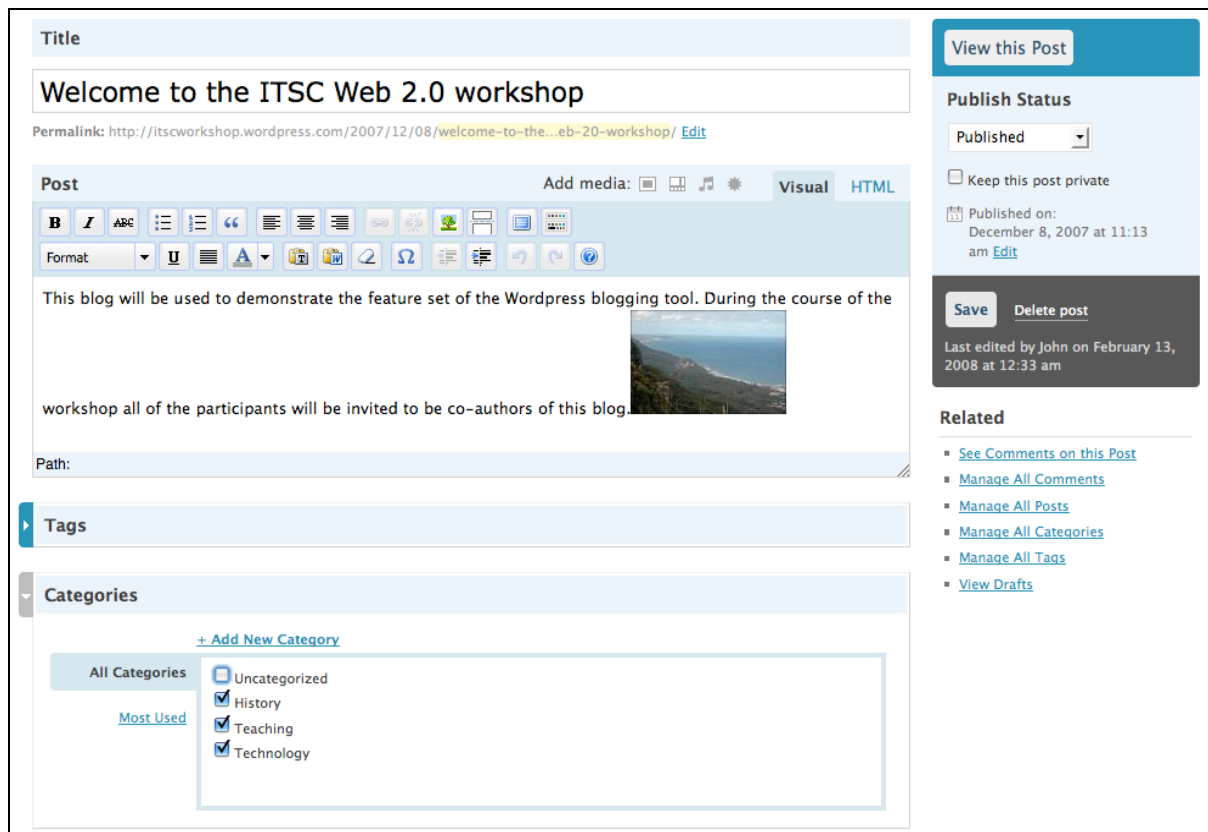 Title
Welcome to the ITSC Web 2.0 workshop
Permalink: http://itscworkshop.wordpress.com/2007/12/08/welcome-to-the...eb-20-workshop/ Edit
Post
Add media:
Visual HTML
B I ABC
Format U A T W Ω
This blog will be used to demonstrate the feature set of the Wordpress blogging tool. During the course of the
workshop all of the participants will be invited to be co-authors of this blog.
Path:
Tags
Categories
+ Add New Category
All Categories
Most Used
Uncategorized
History
Teaching
Technology
View this Post
Publish Status
Published
Keep this post private
Published on:
December 8, 2007 at 11:13
am Edit
Save Delete post
Last edited by John on February 13,
2008 at 12:33 am
Related
See Comments on this Post
Manage All Comments
Manage All Posts
Manage All Categories
Manage All Tags
View Drafts